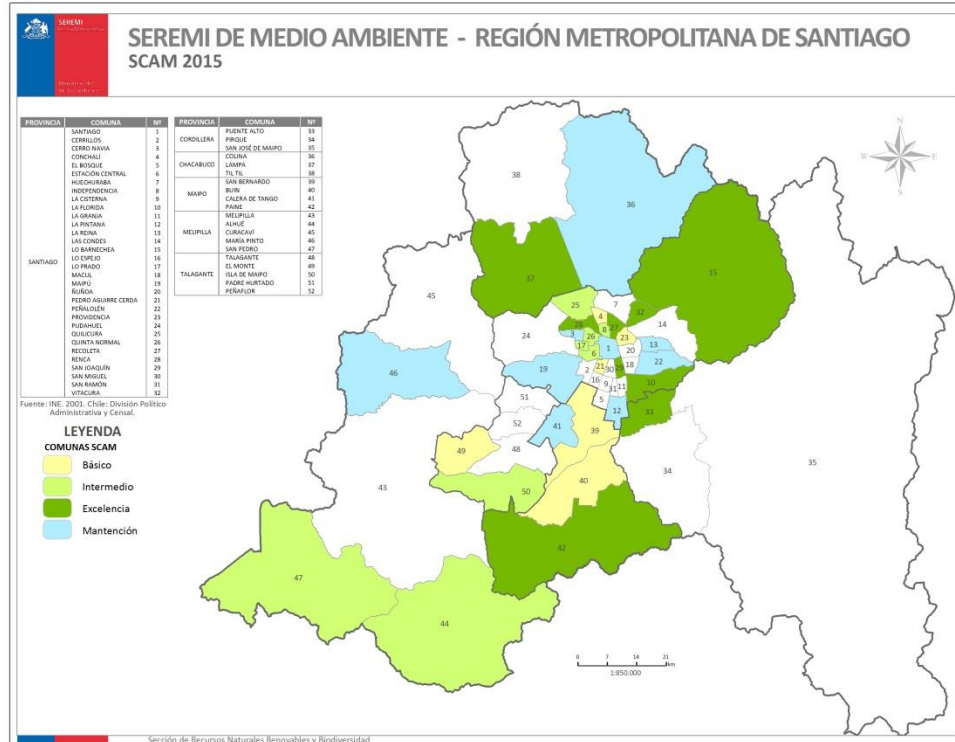 SEREMI
SEREMI DE MEDIO AMBIENTE - REGIÓN METROPOLITANA DE SANTIAGO
SCAM 2015
PROVINCIA COMUNA Nº
SANTIAGO
SANTIAGO 1
CERRILLOS 2
CERRO NAVIA 3
CONCHALÍ 4
EL BOSQUE 5
ESTACIÓN CENTRAL 6
HUECHURABA 7
INDEPENDENCIA 8
LA CISTERNA 9
LA FLORIDA 10
LA GRANJA 11
LA PINTANA 12
LA REINA 13
LAS CONDES 14
LO BARNECHEA 15
LO ESPEJO 16
LO PRADO 17
MACUL 18
MAIPÚ 19
ÑUÑOA 20
PEDRO AGUIRRE CERDA 21
PEÑALOLÉN 22
PROVIDENCIA 23
PUDAHUEL 24
QUILICURA 25
QUINTA NORMAL 26
RECOLETA 27
RENCA 28
SAN JOAQUÍN 29
SAN MIGUEL 30
SAN RAMÓN 31
VITACURA 32
PROVINCIA COMUNA Nº
CORDILLERA
PUENTE ALTO 33
PIRQUE 34
SAN JOSÉ DE MAIPO 35
CHACABUCO
COLINA 36
LAMPA 37
TIL TIL 38
MAIPO
SAN BERNARDO 39
BUIN 40
CALERA DE TANGO 41
PAINE 42
MELIPILLA
MELIPILLA 43
ALHUÉ 44
CURACAVÍ 45
MARÍA PINTO 46
SAN PEDRO 47
TALAGANTE
TALAGANTE 48
EL MONTE 49
ISLA DE MAIPO 50
PADRE HURTADO 51
PEÑAFLOR 52
Fuente: INE. 2001. Chile: División Político
Administrativa y Censal.
LEYENDA
COMUNAS SCAM
Básico
Intermedio
Excelencia
Mantención
N
W E
S
38
36
15
37
45
25
7
32
4
28
8
27
14
3
26
24
23
17
1
13
6
20
22
19
2
21
30
29
18
46
16
9
31
11
10
51
5
12
33
41
52
39
49
48
34
35
43
50
40
42
47
44
0 7 14 21
km
1:850.000
Sección de Recursos Naturales Renovables y Biodiversidad